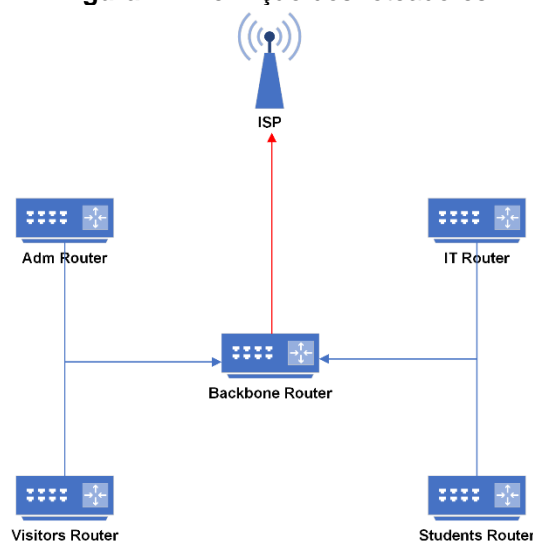 ISP
Adm Router
IT Router
Backbone Router
Visitors Router
Students Router